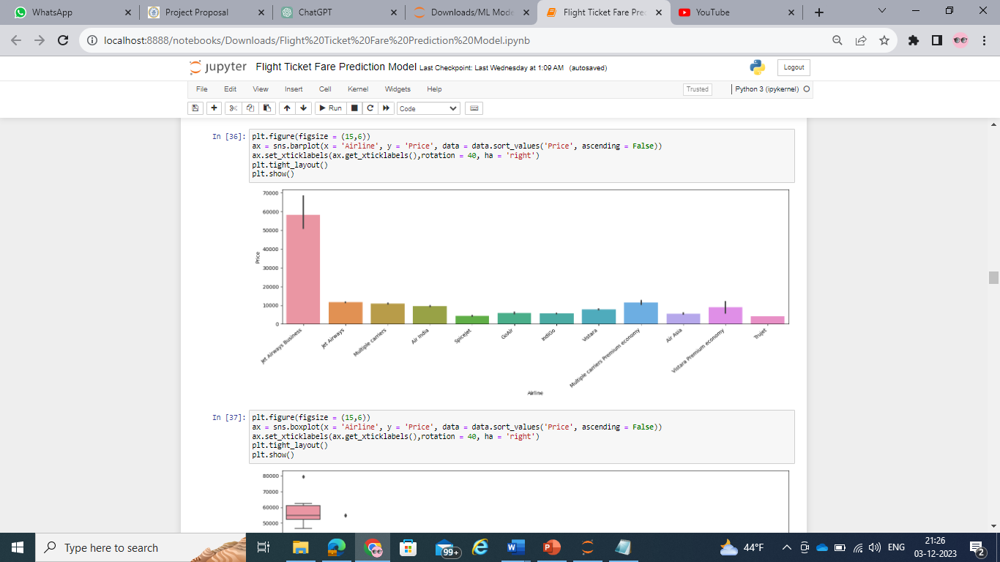 WhatsApp
Project Proposal
ChatGPT
Downloads/ML Mode
Flight Ticket Fare Pre
YouTube
localhost:8888/notebooks/Downloads/Flight%20Ticket%20Fare%20Prediction%20Model.ipynb
jupyter Flight Ticket Fare Prediction Model Last Checkpoint: Last Wednesday at 1:09 AM (autosaved)
Logout
File Edit View Insert Cell Kernel Widgets Help
Trusted
Python 3 (ipykernel)
Run
Code
In [36]:
plt.figure(figsize = (15,6))
ax = sns.barplot(x = 'Airline', y = 'Price', data = data.sort_values('Price', ascending = False))
ax.set_xticklabels(ax.get_xticklabels(),rotation = 40, ha = 'right')
plt.tight_layout()
plt.show()
70000
60000
50000
40000
30000
20000
10000
0
Price
Jet Airways Business
Jet Airways
Multiple carriers
Air India
SpiceJet
GoAir
IndiGo
Vistara
Multiple carriers Premium economy
Air Asia
Vistara Premium economy
Trujet
Airline
In [37]:
plt.figure(figsize = (15,6))
ax = sns.boxplot(x = 'Airline', y = 'Price', data = data.sort_values('Price', ascending = False))
ax.set_xticklabels(ax.get_xticklabels(),rotation = 40, ha = 'right')
plt.tight_layout()
plt.show()
80000
70000
60000
50000
Type here to search
99+
44°F
ENG
21:26
03-12-2023
2